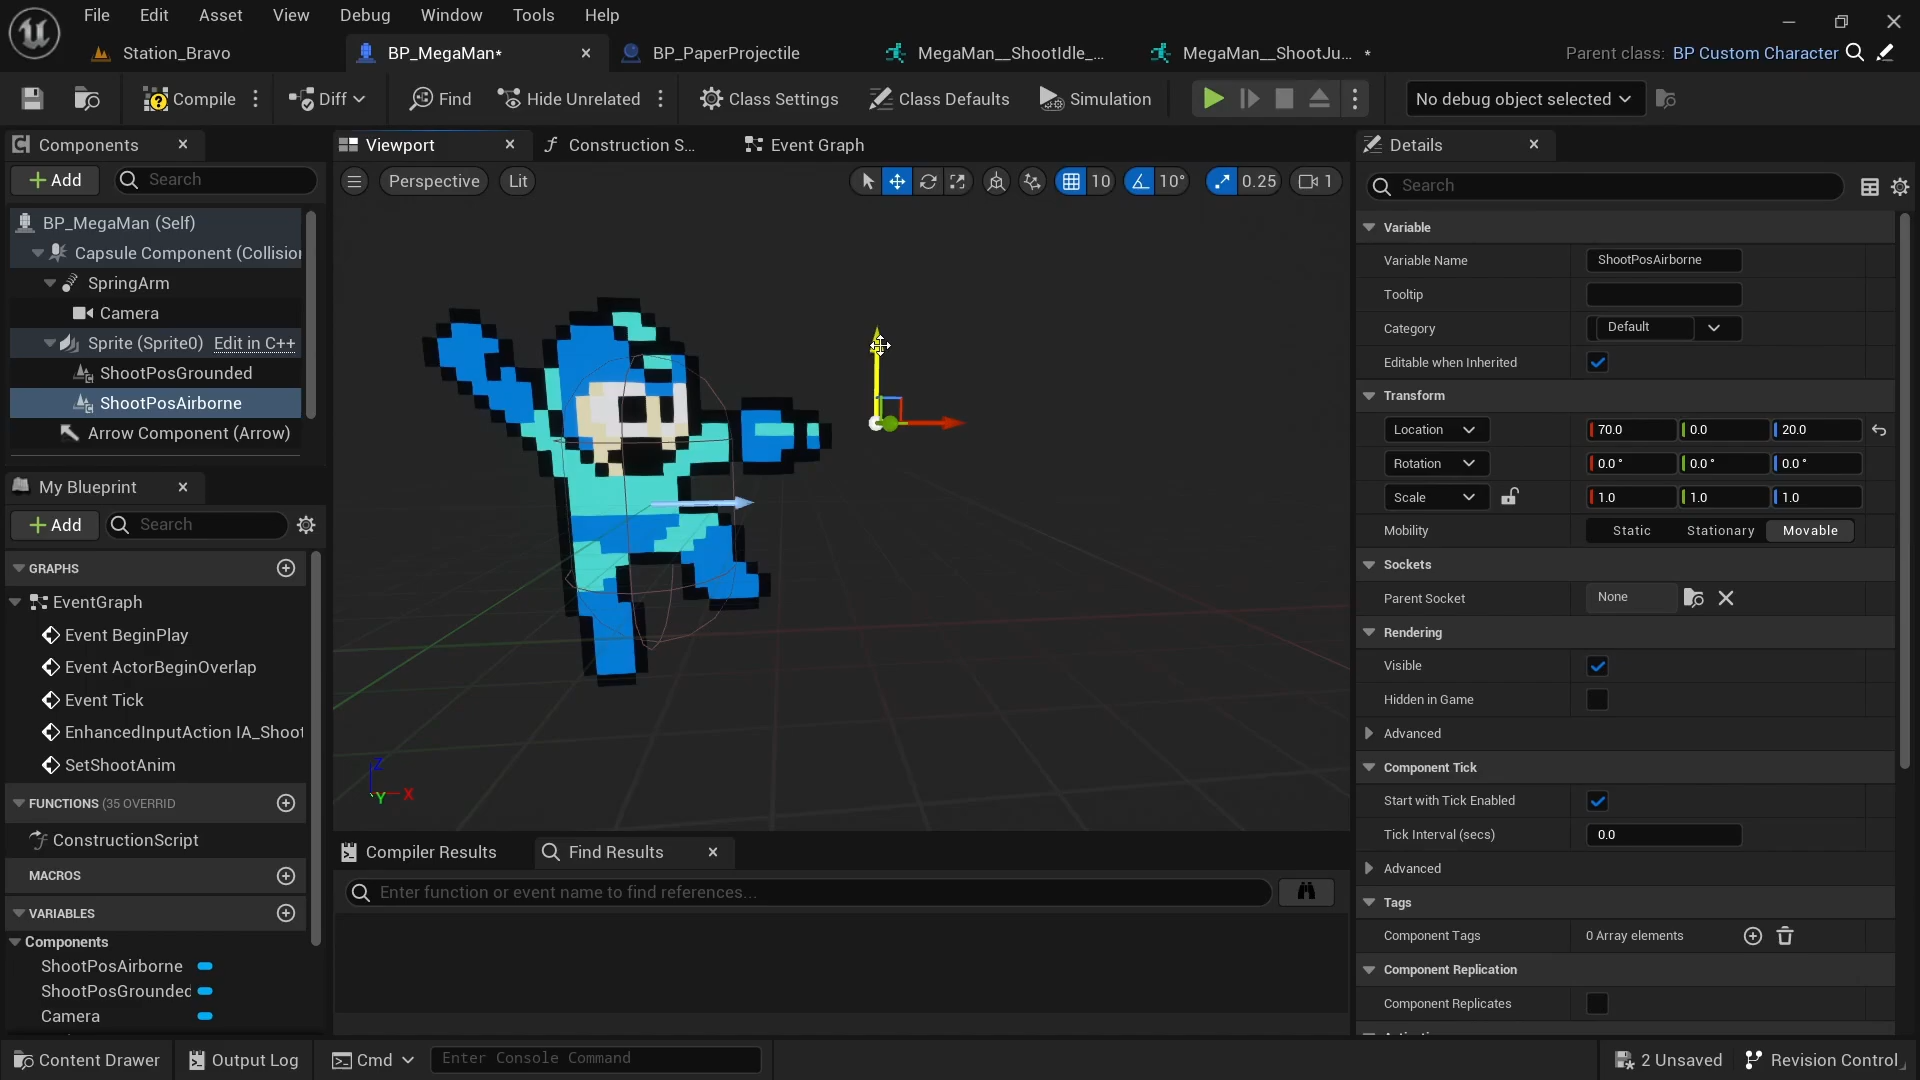 File Edit Asset View Debug Window Tools Help
Station_Bravo BP_MegaMan* BP_PaperProjectile MegaMan__ShootIdle_... MegaMan__ShootJu... * Parent class: BP Custom Character
Compile Diff Find Hide Unrelated Class Settings Class Defaults Simulation No debug object selected
Components
Add Search
BP_MegaMan (Self)
Capsule Component (Collision
SpringArm
Camera
Sprite (Sprite0) Edit in C++
ShootPosGrounded
ShootPosAirborne
Arrow Component (Arrow)
My Blueprint
Add Search
GRAPHS
EventGraph
Event BeginPlay
Event ActorBeginOverlap
Event Tick
EnhancedInputAction IA_Shoot
SetShootAnim
FUNCTIONS (35 OVERRID
ConstructionScript
MACROS
VARIABLES
Components
ShootPosAirborne
ShootPosGrounded
Camera
Viewport Construction S... Event Graph
Perspective Lit 10 10° 0.25 1
Z
Y X
Compiler Results Find Results
Enter function or event name to find references...
Details
Search
Variable
Variable Name ShootPosAirborne
Tooltip
Category Default
Editable when Inherited
Transform
Location 70.0 0.0 20.0
Rotation 0.0 ° 0.0 ° 0.0 °
Scale 1.0 1.0 1.0
Mobility Static Stationary Movable
Sockets
Parent Socket None
Rendering
Visible
Hidden in Game
Advanced
Component Tick
Start with Tick Enabled
Tick Interval (secs) 0.0
Advanced
Tags
Component Tags 0 Array elements
Component Replication
Component Replicates
Content Drawer Output Log Cmd Enter Console Command 2 Unsaved Revision Control